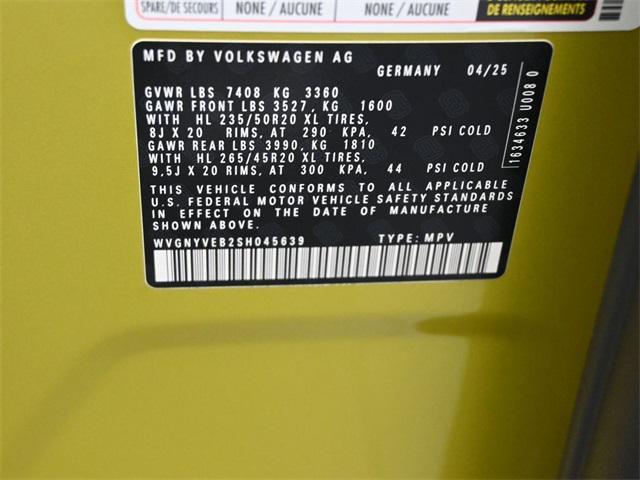 SPARE/DE SECOURS NONE / AUCUNE NONE / AUCUNE
DE RENSEIGNEMENTS
MFD BY VOLKSWAGEN AG
GERMANY 04/25
GVWR LBS 7408 KG 3360
GAWR FRONT LBS 3527, KG 1600
WITH HL 235/50R20 XL TIRES,
8J X 20 RIMS, AT 290 KPA, 42 PSI COLD
GAWR REAR LBS 3990, KG 1810
WITH HL 265/45R20 XL TIRES,
9,5J X 20 RIMS, AT 300 KPA, 44 PSI COLD
THIS VEHICLE CONFORMS TO ALL APPLICABLE
U.S. FEDERAL MOTOR VEHICLE SAFETY STANDARDS
IN EFFECT ON THE DATE OF MANUFACTURE
SHOWN ABOVE.
WVGNYVEB2SH045639 TYPE: MPV
1634633 U008 0